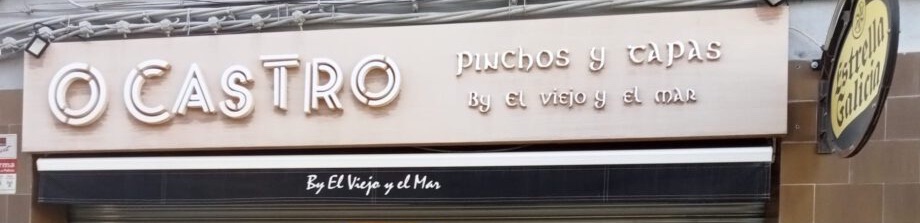 O CASTRO
PINCHOS Y TAPAS
By EL VIEJO Y EL MAR
By El Viejo y el Mar
Estrella
Galicia